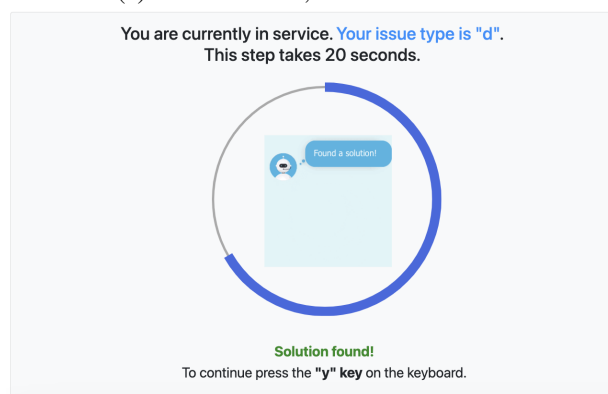 You are currently in service. Your issue type is "d".
This step takes 20 seconds.
Found a solution!
Solution found!
To continue press the "y" key on the keyboard.